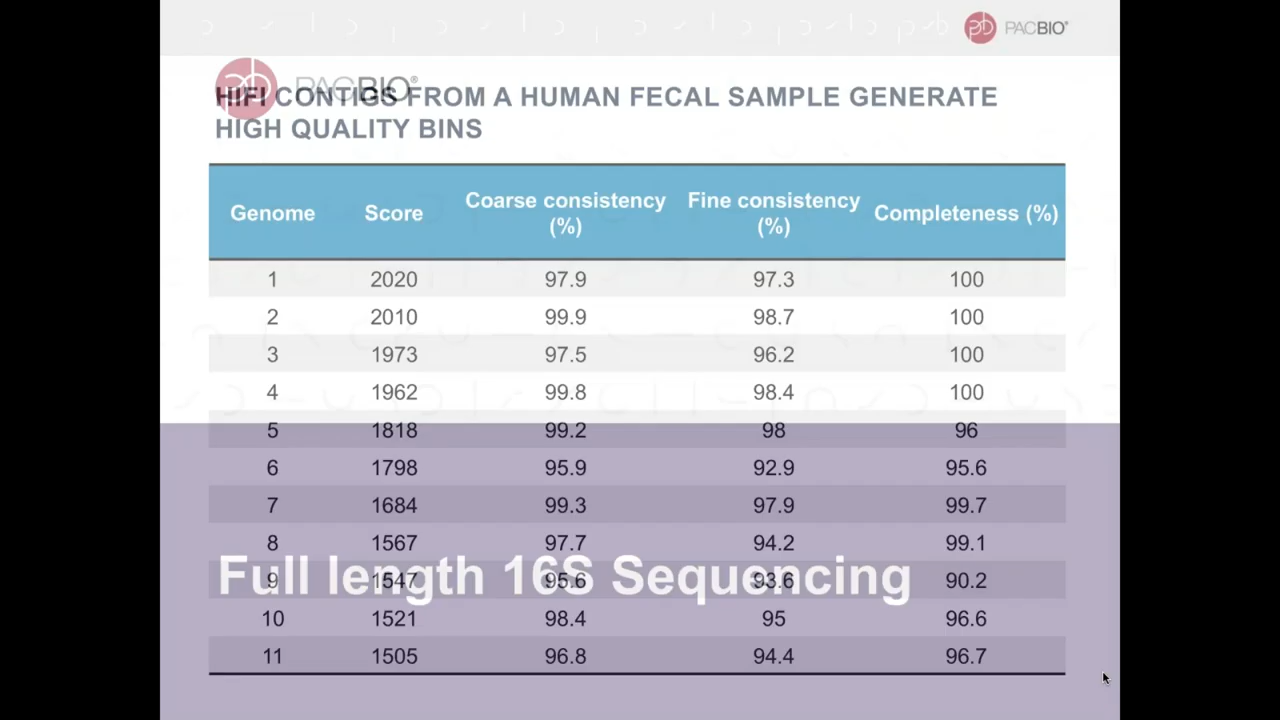 PACBIO®
PACBIO®
HIFI CONTIGS FROM A HUMAN FECAL SAMPLE GENERATE
HIGH QUALITY BINS
Genome Score Coarse consistency (%) Fine consistency (%) Completeness (%)
1 2020 97.9 97.3 100
2 2010 99.9 98.7 100
3 1973 97.5 96.2 100
4 1962 99.8 98.4 100
5 1818 99.2 98 96
6 1798 95.9 92.9 95.6
7 1684 99.3 97.9 99.7
8 1567 97.7 94.2 99.1
Full length 16S Sequencing
9 1547 95.6 93.6 90.2
10 1521 98.4 95 96.6
11 1505 96.8 94.4 96.7